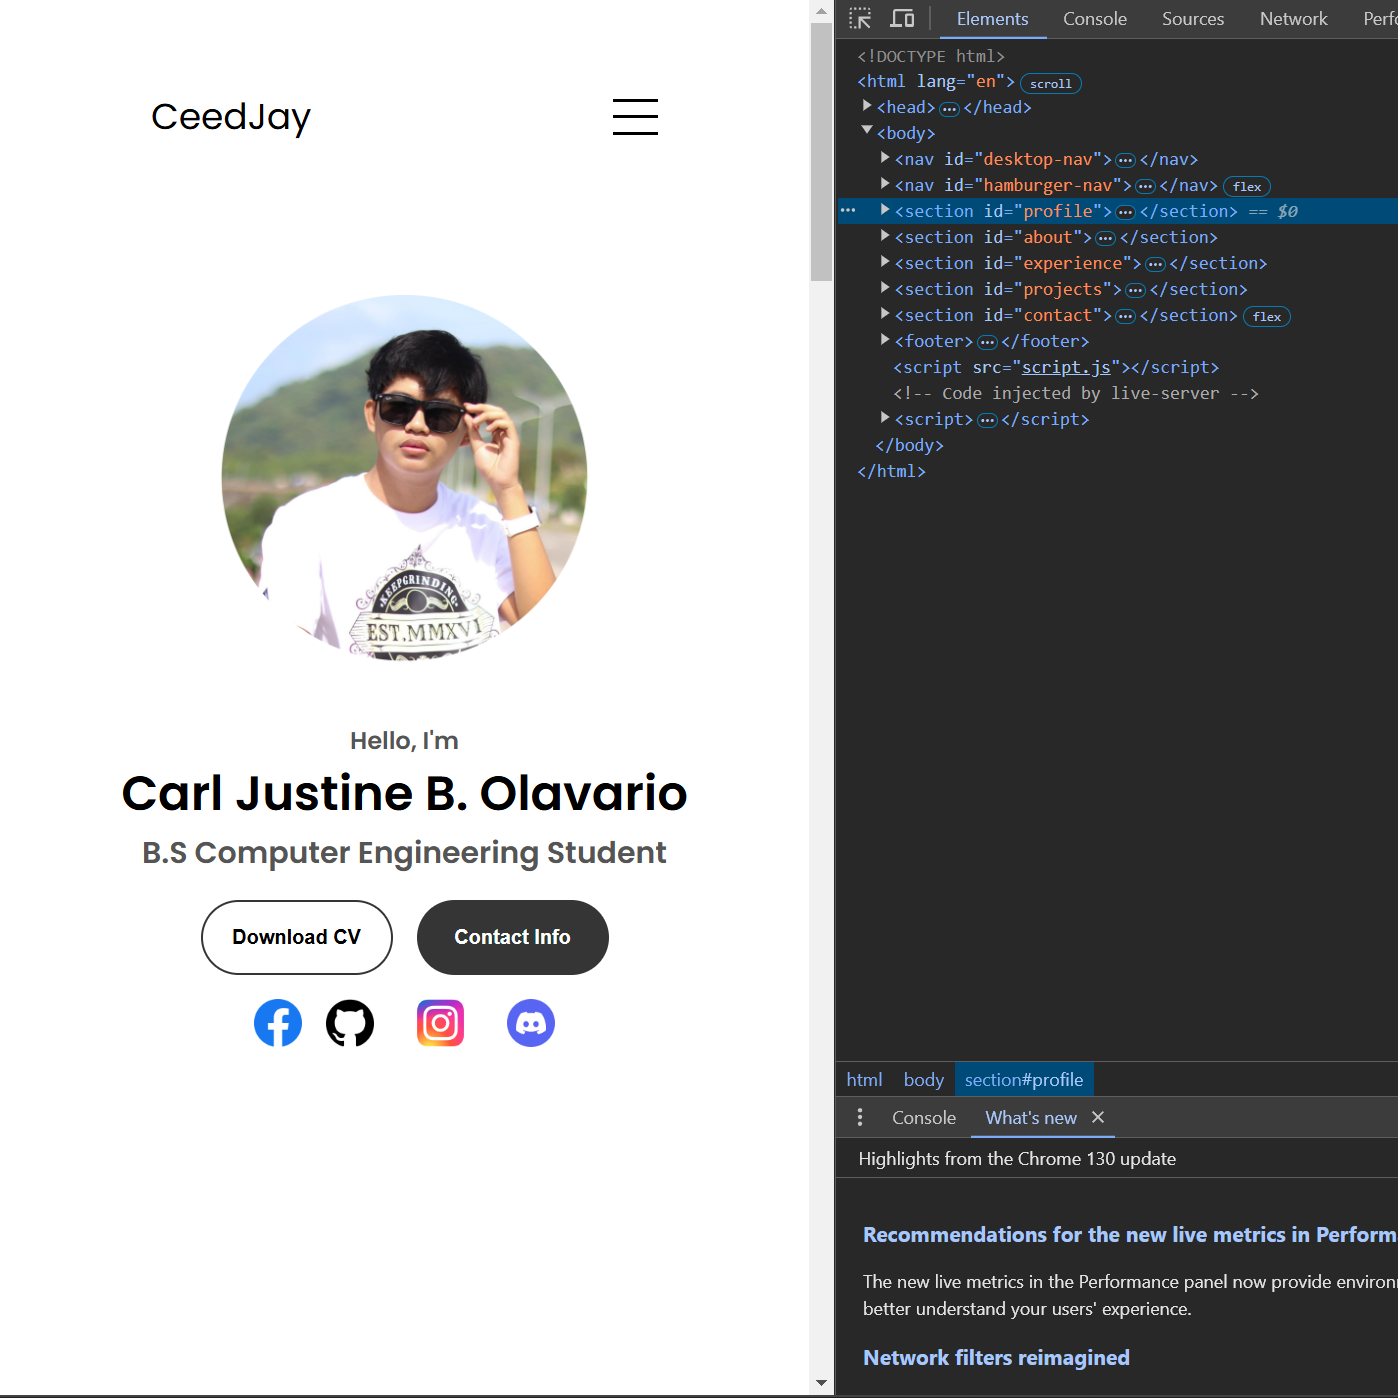 CeedJay
KEEPGRINDING
EST.MMXVI
Hello, I'm
Carl Justine B. Olavario
B.S Computer Engineering Student
Download CV
Contact Info
Elements Console Sources Network Perfo
<!DOCTYPE html>
<html lang="en"> scroll
<head> ••• </head>
<body>
<nav id="desktop-nav"> ••• </nav>
<nav id="hamburger-nav"> ••• </nav> flex
••• <section id="profile"> ••• </section> == $0
<section id="about"> ••• </section>
<section id="experience"> ••• </section>
<section id="projects"> ••• </section>
<section id="contact"> ••• </section> flex
<footer> ••• </footer>
<script src="script.js"></script>
<!-- Code injected by live-server -->
<script> ••• </script>
</body>
</html>
html body section#profile
Console What's new
Highlights from the Chrome 130 update
Recommendations for the new live metrics in Perform
The new live metrics in the Performance panel now provide environ
better understand your users' experience.
Network filters reimagined